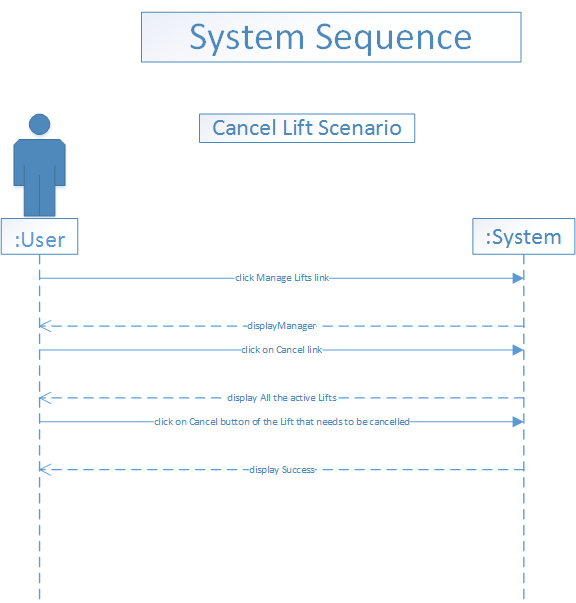 System Sequence
Cancel Lift Scenario
:User
:System
click Manage Lifts link
displayManager
click on Cancel link
display All the active Lifts
click on Cancel button of the Lift that needs to be cancelled
display Success